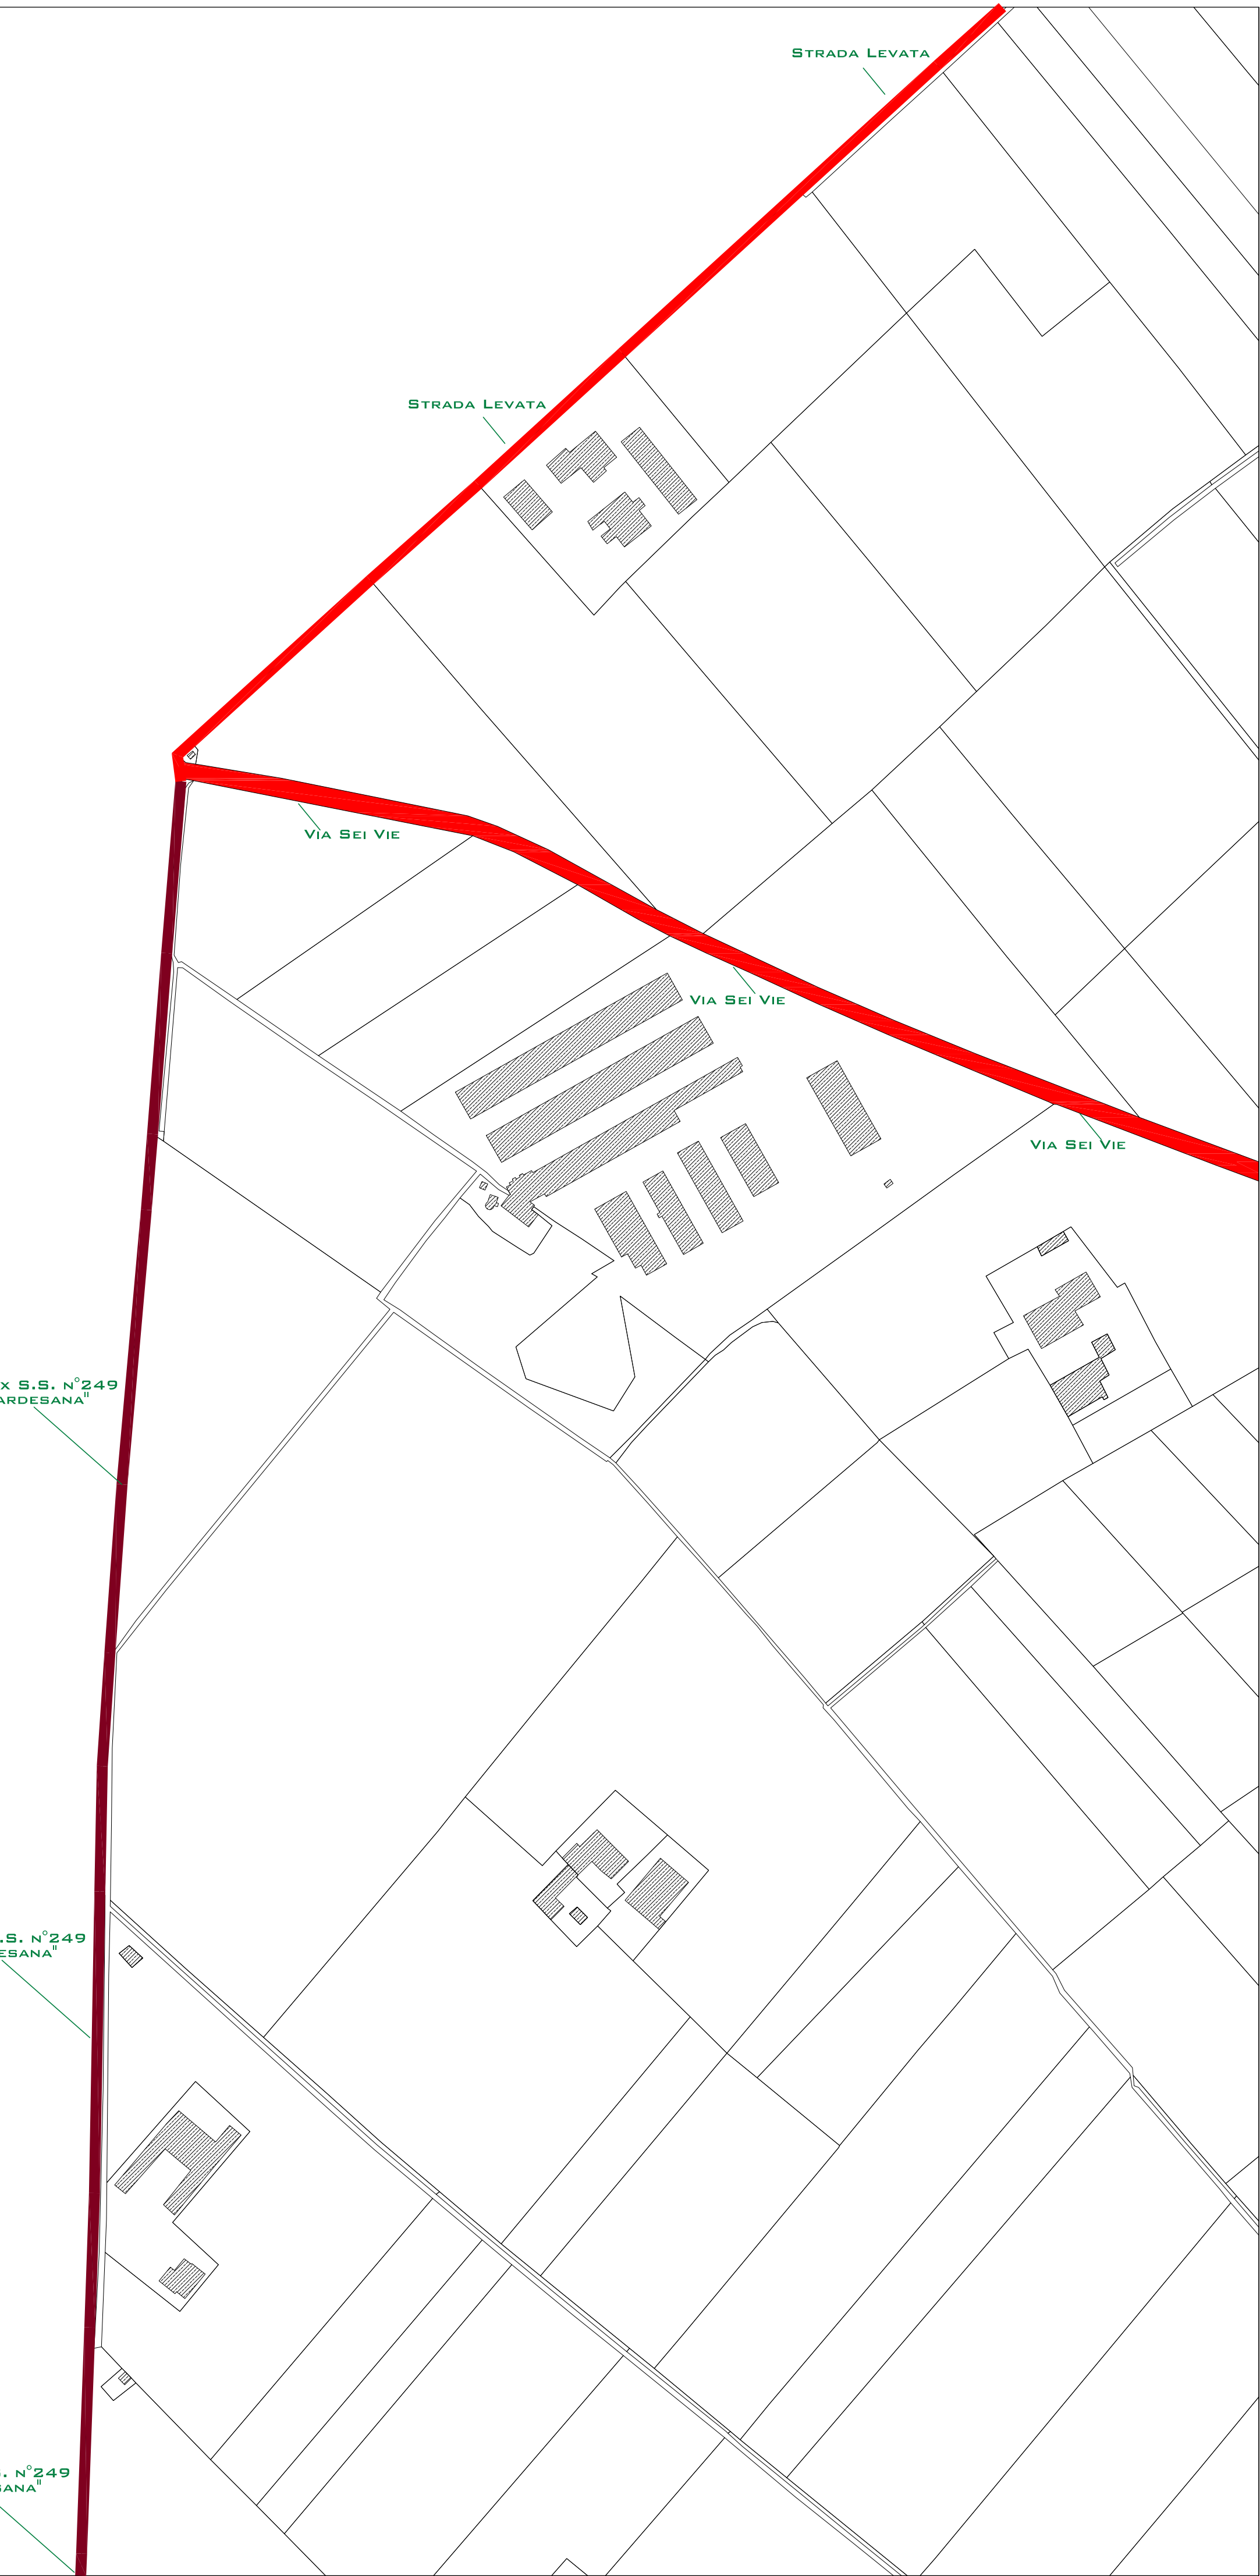 Strada Levata
Strada Levata
Via Sei Vie
Via Sei Vie
Via Sei Vie
x S.S. n°249
ardesana"
.S. n°249
esana"
. n°249
sana"